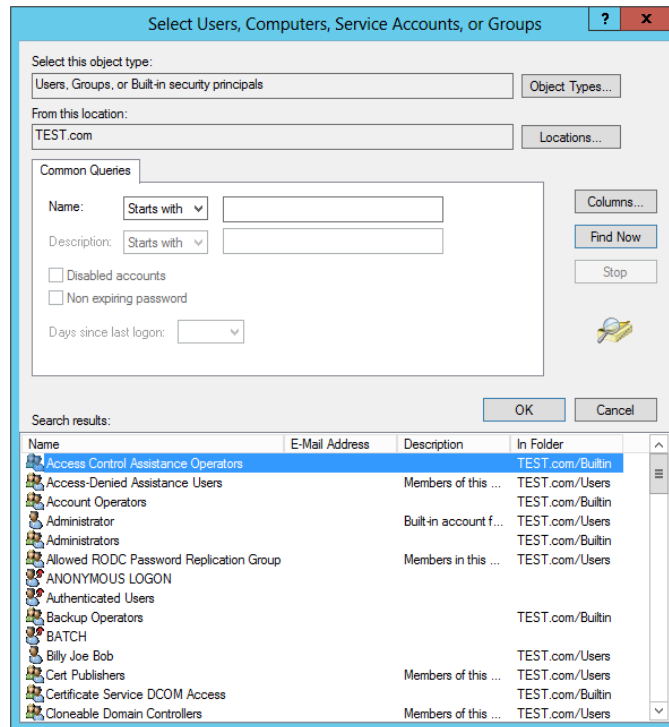 Select Users, Computers, Service Accounts, or Groups
? x
Select this object type:
Users, Groups, or Built-in security principals
Object Types...
From this location:
TEST.com
Locations...
Common Queries
Name: Starts with
Columns...
Description: Starts with
Find Now
Disabled accounts
Stop
Non expiring password
Days since last logon:
OK Cancel
Search results:
Name E-Mail Address Description In Folder
Access Control Assistance Operators TEST.com/Builtin
Access-Denied Assistance Users Members of this ... TEST.com/Users
Account Operators TEST.com/Builtin
Administrator Built-in account f... TEST.com/Users
Administrators TEST.com/Builtin
Allowed RODC Password Replication Group Members in this ... TEST.com/Users
ANONYMOUS LOGON
Authenticated Users
Backup Operators TEST.com/Builtin
BATCH
Billy Joe Bob TEST.com/Users
Cert Publishers Members of this ... TEST.com/Users
Certificate Service DCOM Access TEST.com/Builtin
Cloneable Domain Controllers Members of this ... TEST.com/Users